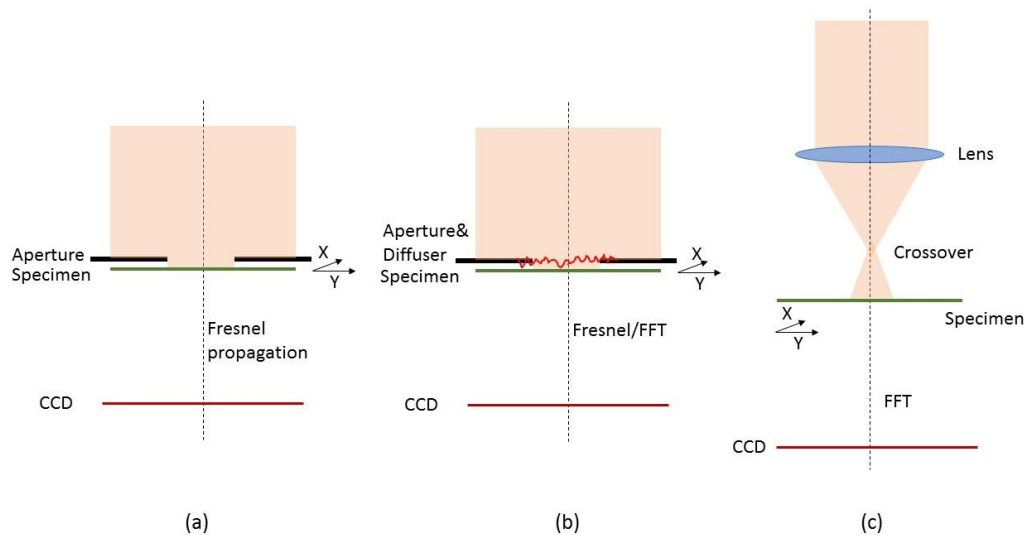 Aperture
Specimen
X
Y
Fresnel
propagation
CCD
(a)
Aperture&
Diffuser
Specimen
X
Y
Fresnel/FFT
CCD
(b)
Lens
Crossover
Specimen
X
Y
FFT
CCD
(c)